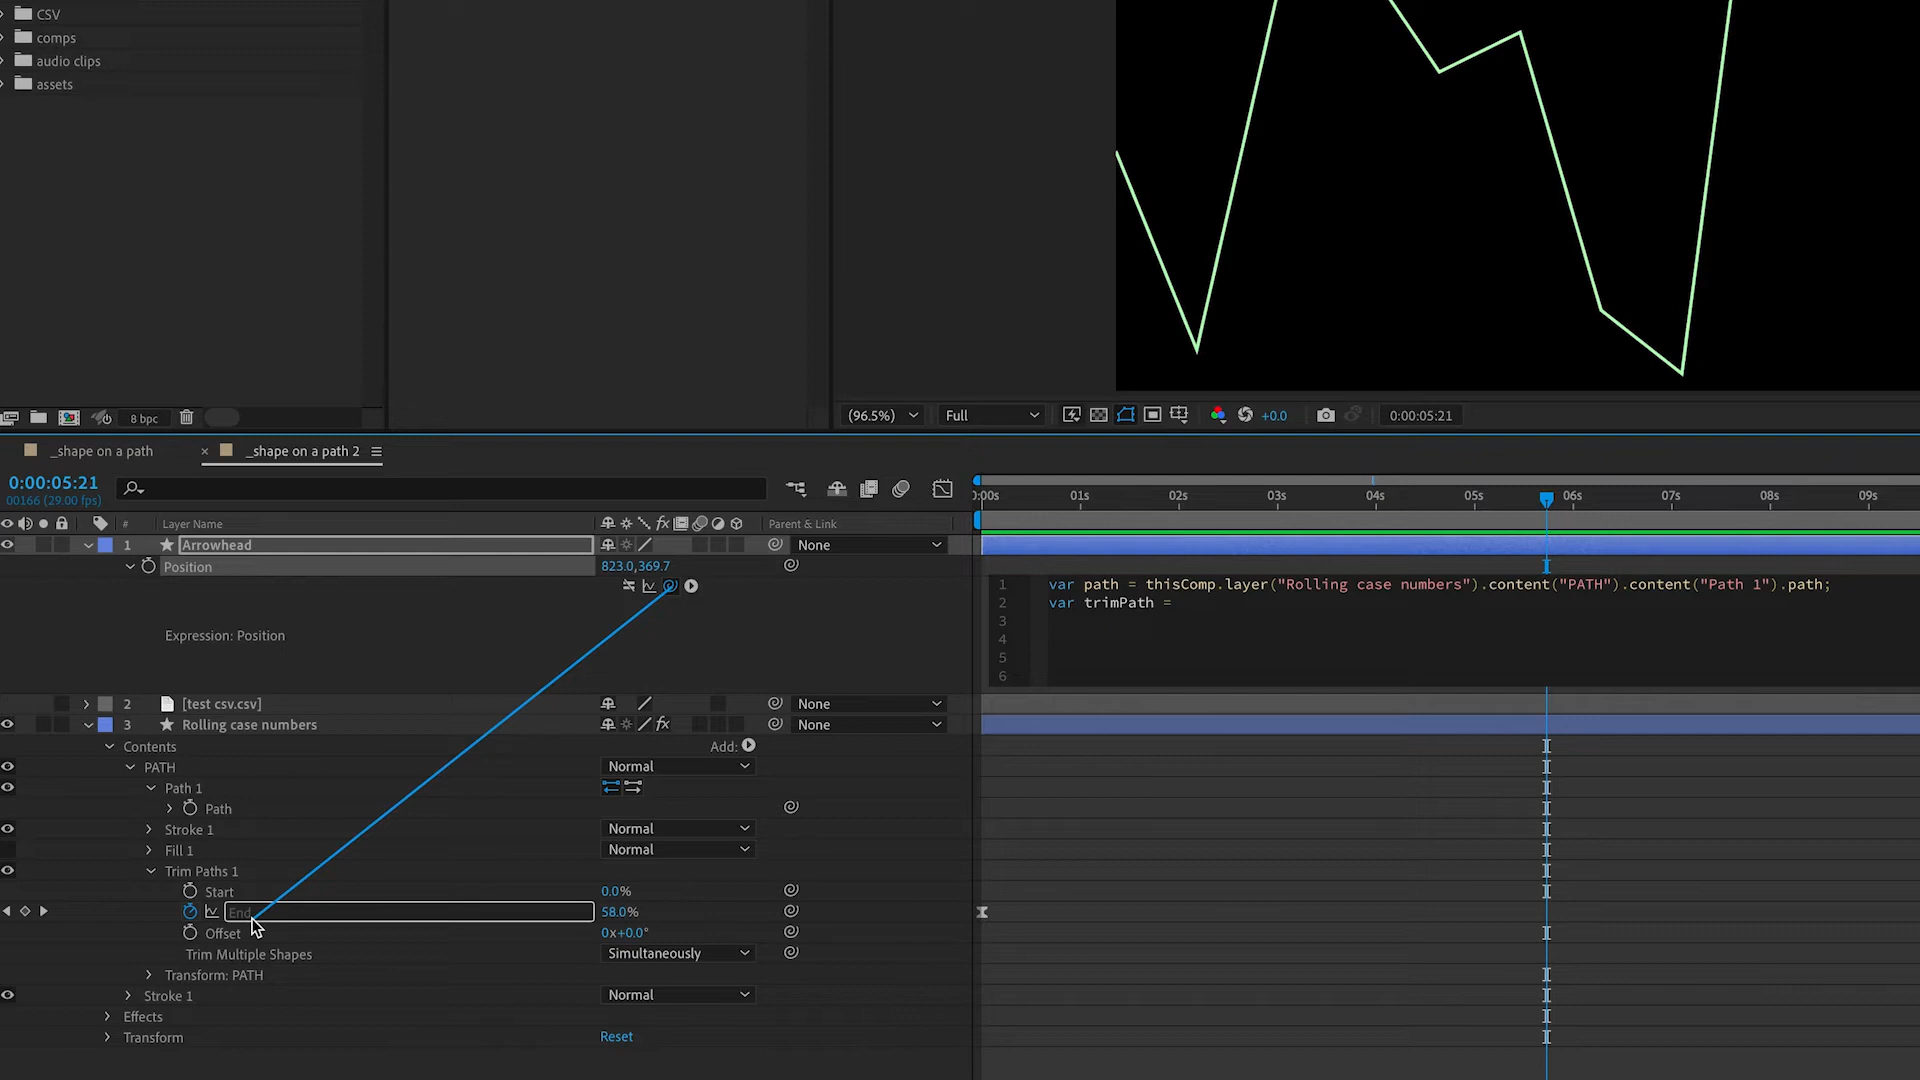 CSV
comps
audio clips
assets
8 bpc
(96.5%)
Full
+0.0
0:00:05:21
_shape on a path
× _shape on a path 2
0:00:05:21
00166 (29.00 fps)
:00s 01s 02s 03s 04s 05s 06s 07s 08s 09s
# Layer Name fx Parent & Link
1 Arrowhead None
Position 823.0,369.7
Expression: Position
1 var path = thisComp.layer("Rolling case numbers").content("PATH").content("Path 1").path;
2 var trimPath =
3
4
5
6
2 [test csv.csv] None
3 Rolling case numbers fx None
Contents Add:
PATH Normal
Path 1
Path
Stroke 1 Normal
Fill 1 Normal
Trim Paths 1
Start 0.0%
End 58.0%
Offset 0x+0.0°
Trim Multiple Shapes Simultaneously
Transform: PATH
Stroke 1 Normal
Effects
Transform Reset